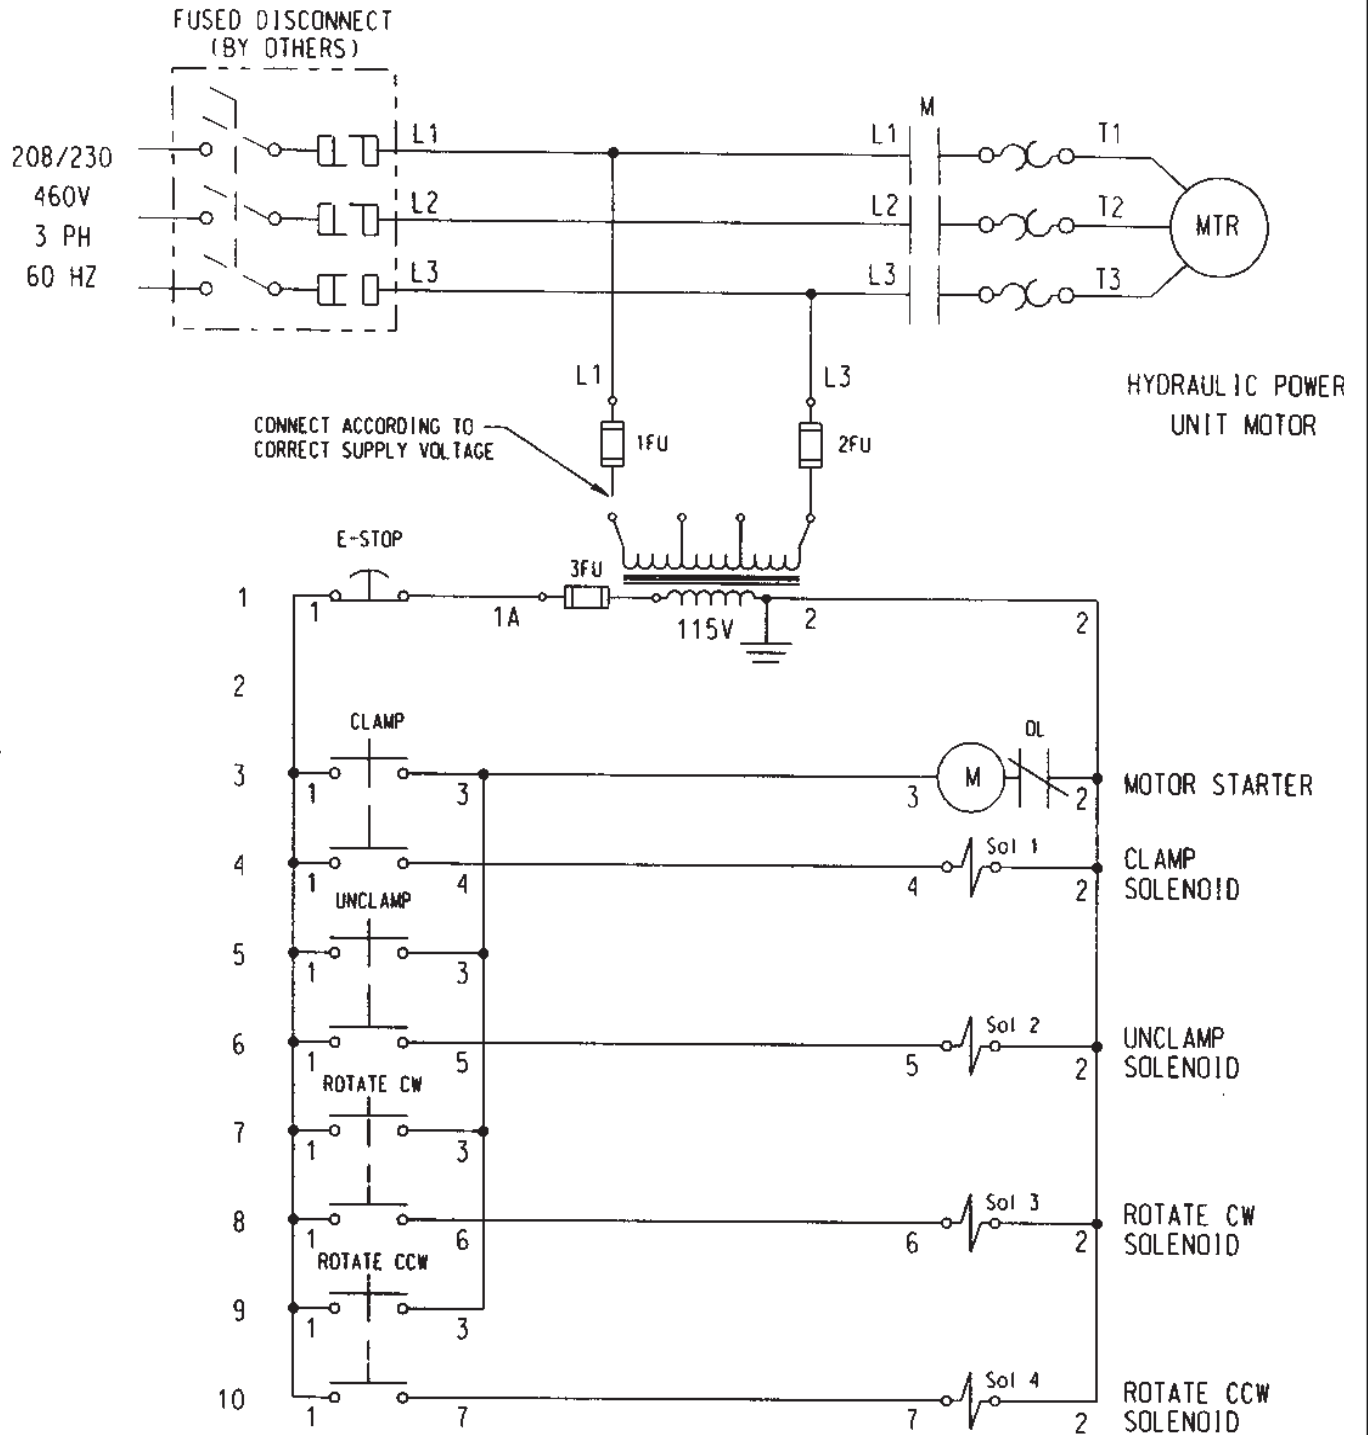 FUSED DISCONNECT
(BY OTHERS)
208/230
460V
3 PH
60 HZ
L1
L2
L3
L1
L2
L3
M
T1
T2
T3
MTR
HYDRAULIC POWER
UNIT MOTOR
L1
L3
CONNECT ACCORDING TO
CORRECT SUPPLY VOLTAGE
1FU
2FU
E-STOP
3FU
1
1
1A
115V
2
2
2
CLAMP
OL
3
1
3
3
M
2
MOTOR STARTER
4
1
4
4
Sol 1
2
CLAMP
SOLENOID
UNCLAMP
5
1
3
6
1
5
5
Sol 2
2
UNCLAMP
SOLENOID
ROTATE CW
7
1
3
8
1
6
6
Sol 3
2
ROTATE CW
SOLENOID
ROTATE CCW
9
1
3
10
1
7
7
Sol 4
2
ROTATE CCW
SOLENOID